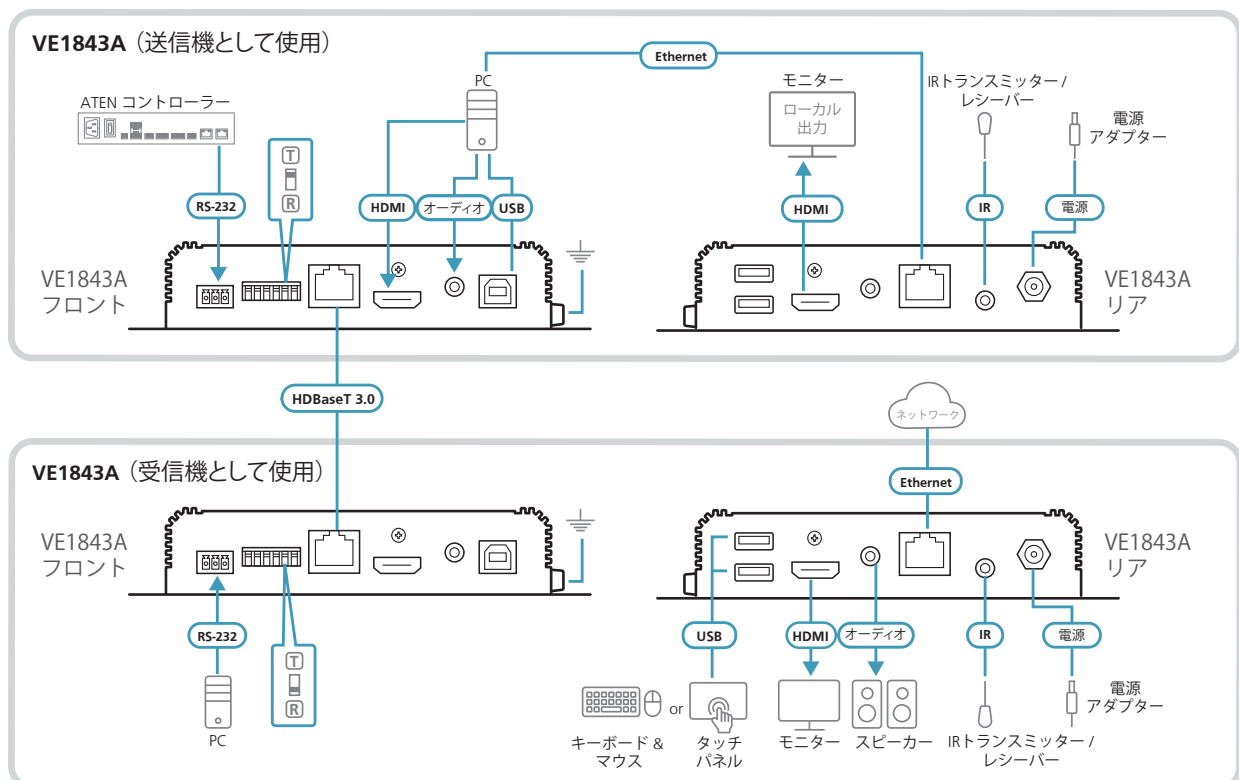 VE1843A（送信機として使用）
Ethernet
PC
ATEN コントローラー
モニター
ローカル
出力
IRトランスミッター /
レシーバー
電源
アダプター
T
R
RS-232
HDMI
オーディオ
USB
HDMI
IR
電源
VE1843A
フロント
VE1843A
リア
HDBaseT 3.0
ネットワーク
VE1843A（受信機として使用）
Ethernet
VE1843A
フロント
VE1843A
リア
RS-232
T
R
PC
USB
HDMI
オーディオ
IR
電源
or
キーボード &
マウス
タッチ
パネル
モニター
スピーカー
IRトランスミッター /
レシーバー
電源
アダプター